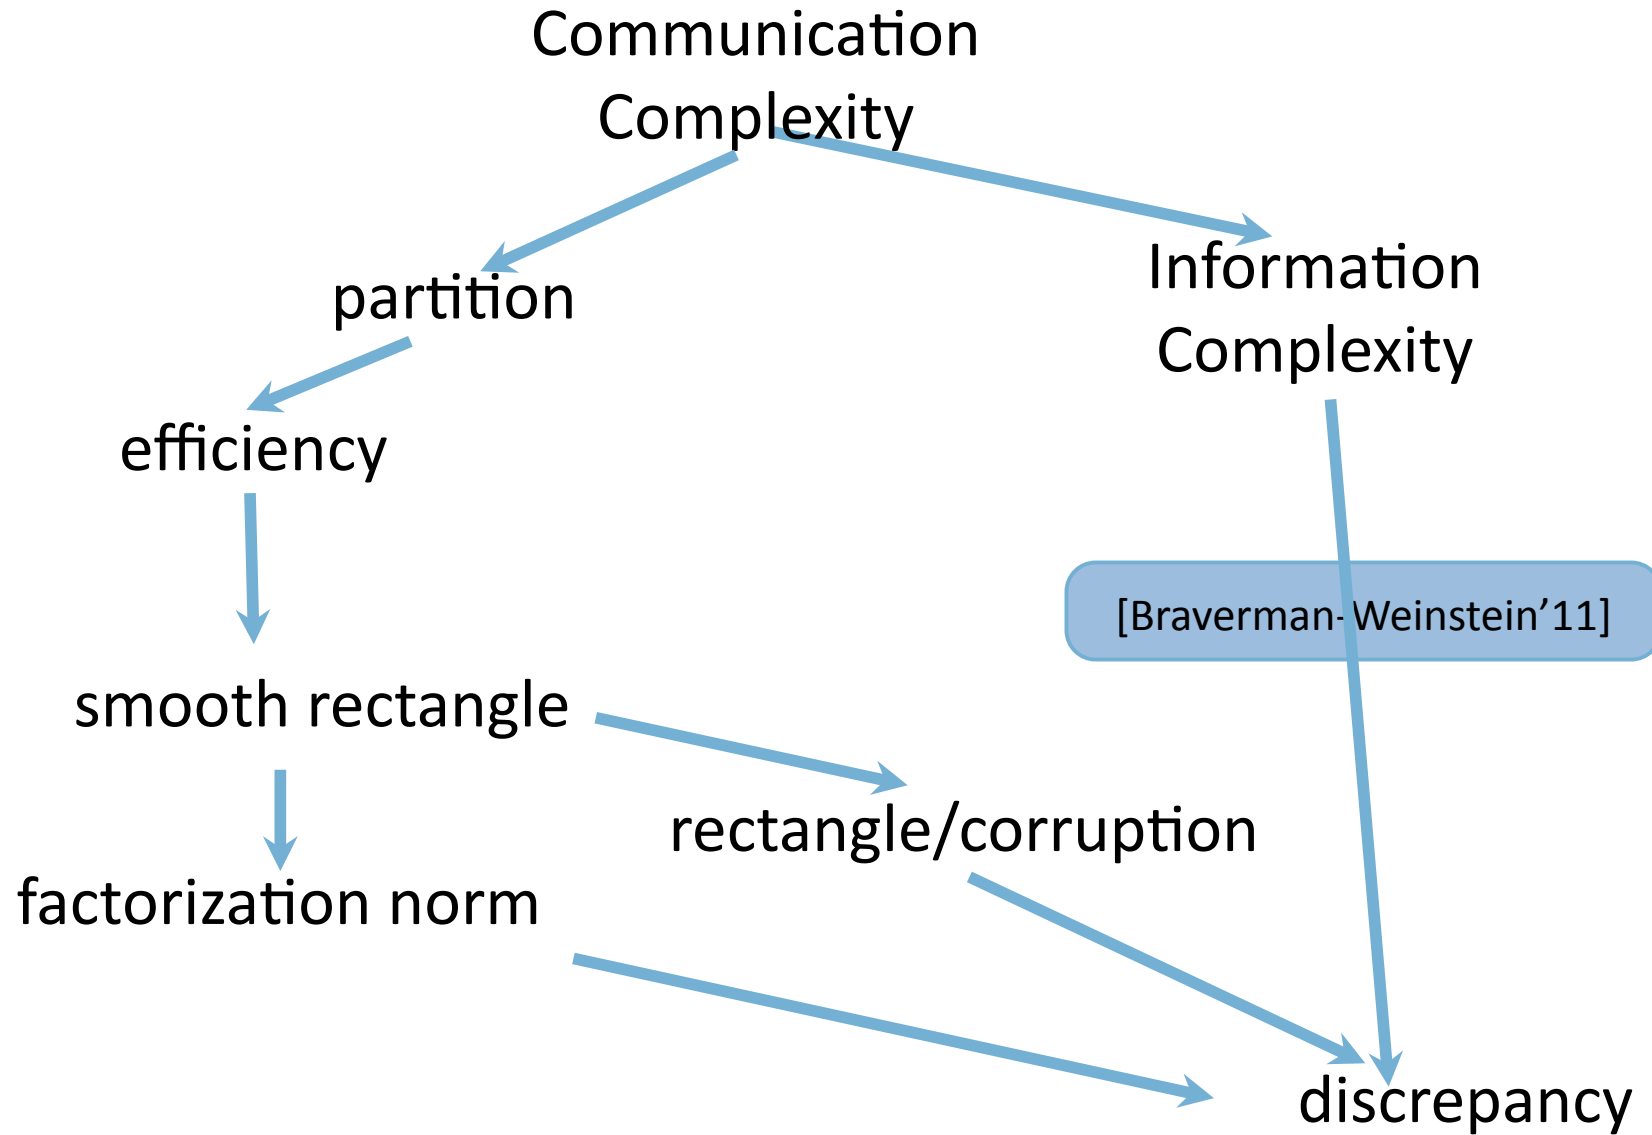 Communication
Complexity
partition
Information
Complexity
efficiency
[Braverman-Weinstein’11]
smooth rectangle
rectangle/corruption
factorization norm
discrepancy